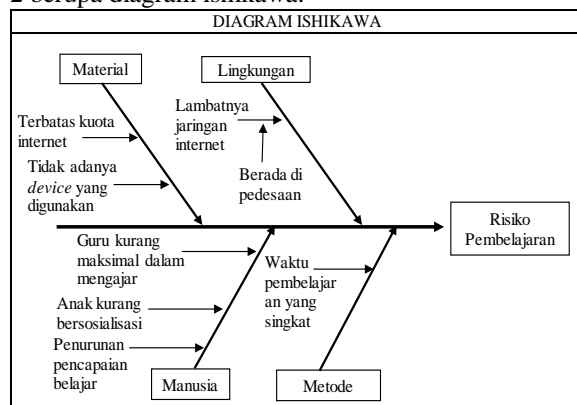 2 berupa diagram ishikawa.
DIAGRAM ISHIKAWA
Material
Lingkungan
Terbatas kuota
internet
Tidak adanya
device yang
digunakan
Lambatnya
jaringan
internet
Berada di
pedesaan
Risiko
Pembelajaran
Guru kurang
maksimal dalam
mengajar
Anak kurang
bersosialisasi
Penurunan
pencapaian
belajar
Waktu
pembelajar
an yang
singkat
Manusia
Metode